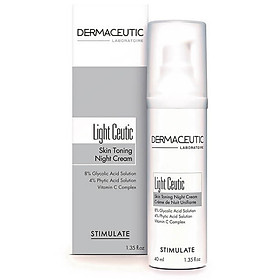 DERMACEUTIC
LABORATOIRE
Light Ceutic
Skin Toning
Night Cream
8% Glycolic Acid Solution
4% Phytic Acid Solution
Vitamin C Complex
STIMULATE
1.35 fl.oz
DERMACEUTIC
LABORATOIRE
Light Ceutic
Skin Toning Night Cream
Crème de Nuit Unifiante
8% Glycolic Acid Solution
4% Phytic Acid Solution
Vitamin C Complex
STIMULATE
40 ml 1.35 fl.oz